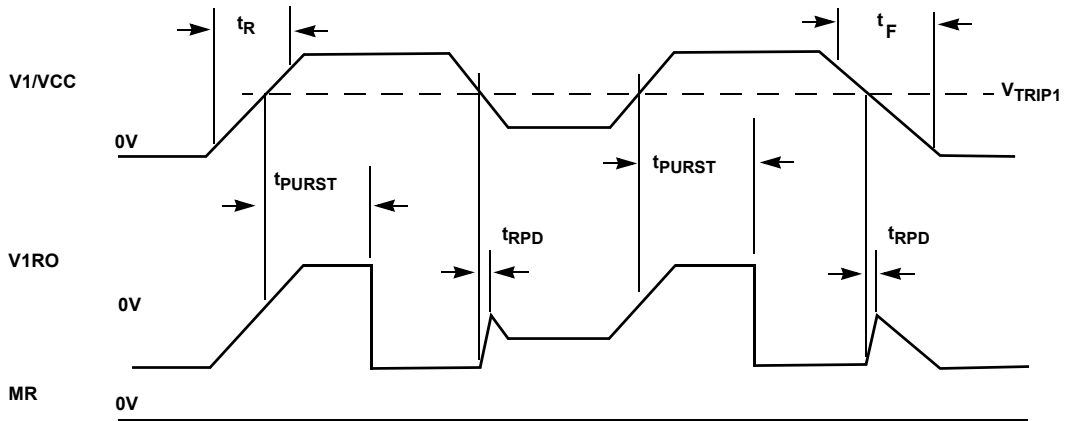 tR
tF
V1/VCC
VTRIP1
0V
tPURST
tPURST
tRPD
tRPD
V1RO
0V
MR
0V